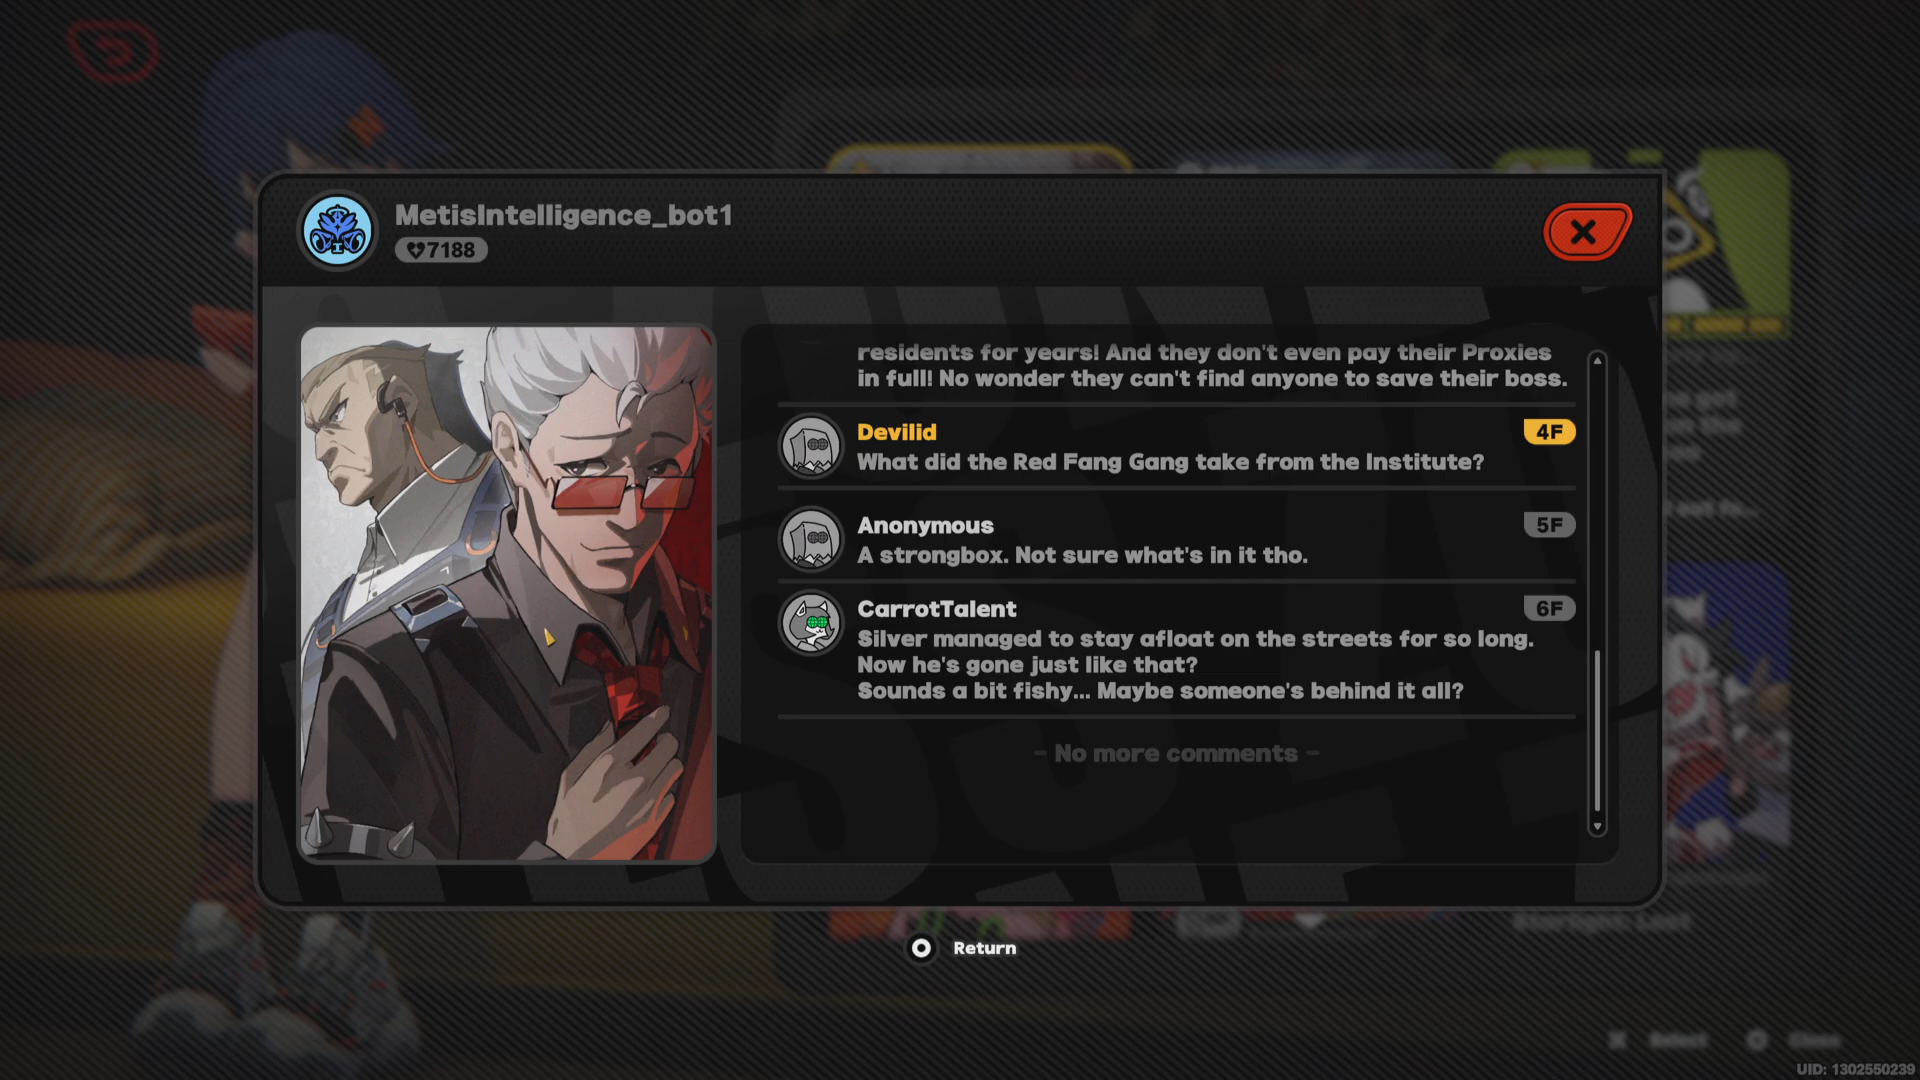 MetisIntelligence_bot1
7188
residents for years! And they don't even pay their Proxies
in full! No wonder they can't find anyone to save their boss.
Devilid
4F
What did the Red Fang Gang take from the Institute?
Anonymous
5F
A strongbox. Not sure what's in it tho.
CarrotTalent
6F
Silver managed to stay afloat on the streets for so long.
Now he's gone just like that?
Sounds a bit fishy... Maybe someone's behind it all?
- No more comments -
Return
Select
Close
UID: 1302550239